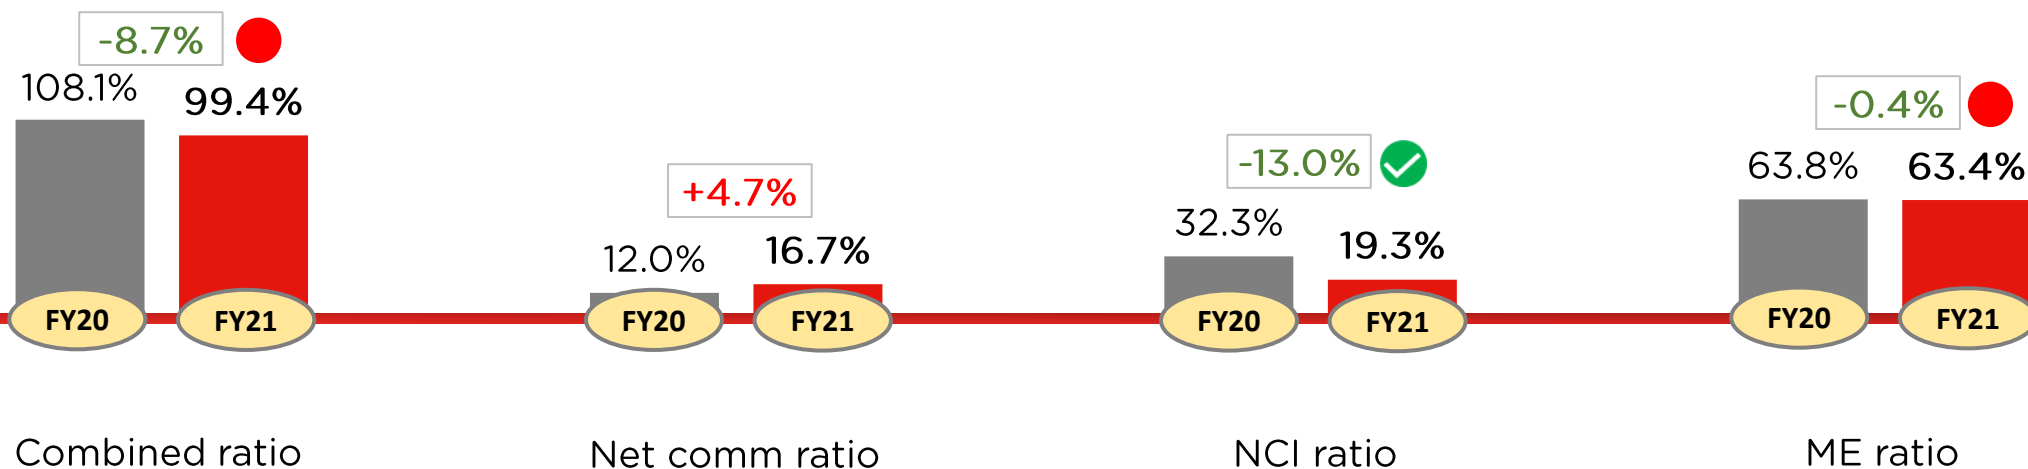 -8.7%
108.1%
99.4%
FY20
FY21
Combined ratio
+4.7%
12.0%
16.7%
FY20
FY21
Net comm ratio
-13.0%
32.3%
19.3%
FY20
FY21
NCI ratio
-0.4%
63.8%
63.4%
FY20
FY21
ME ratio